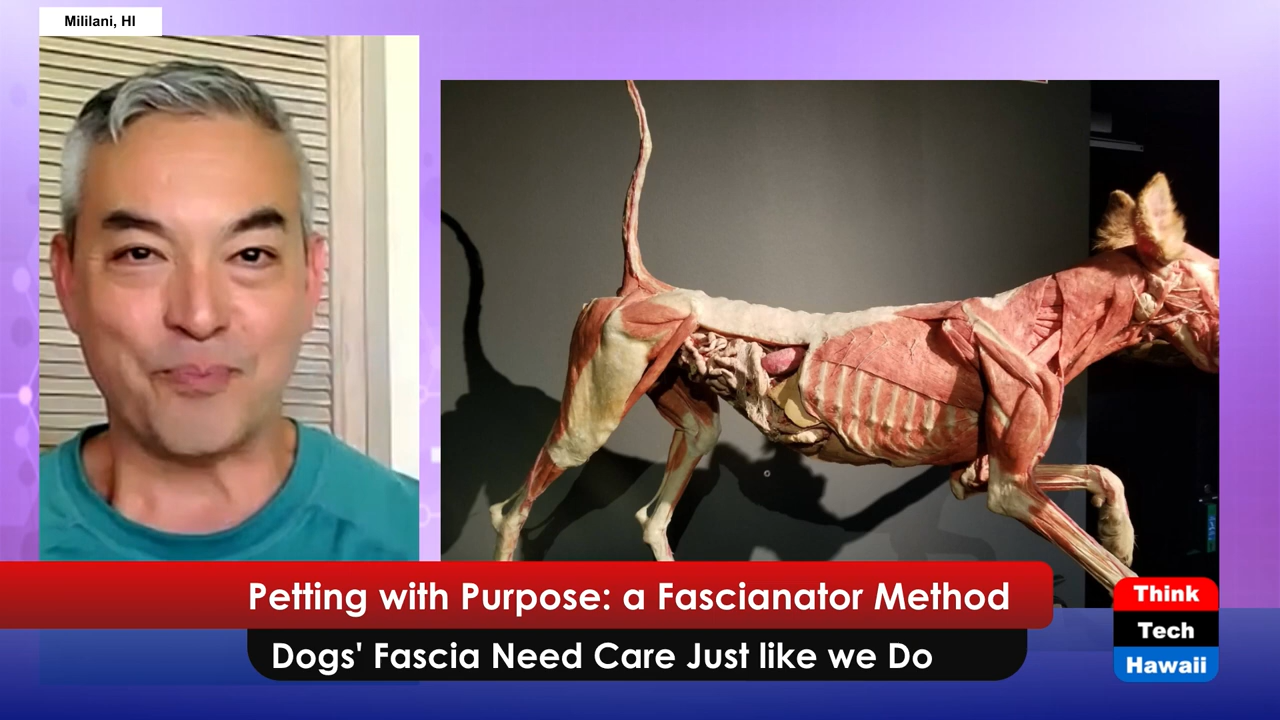 Mililani, HI
Petting with Purpose: a Fascianator Method
Dogs' Fascia Need Care Just like we Do
Think
Tech
Hawaii